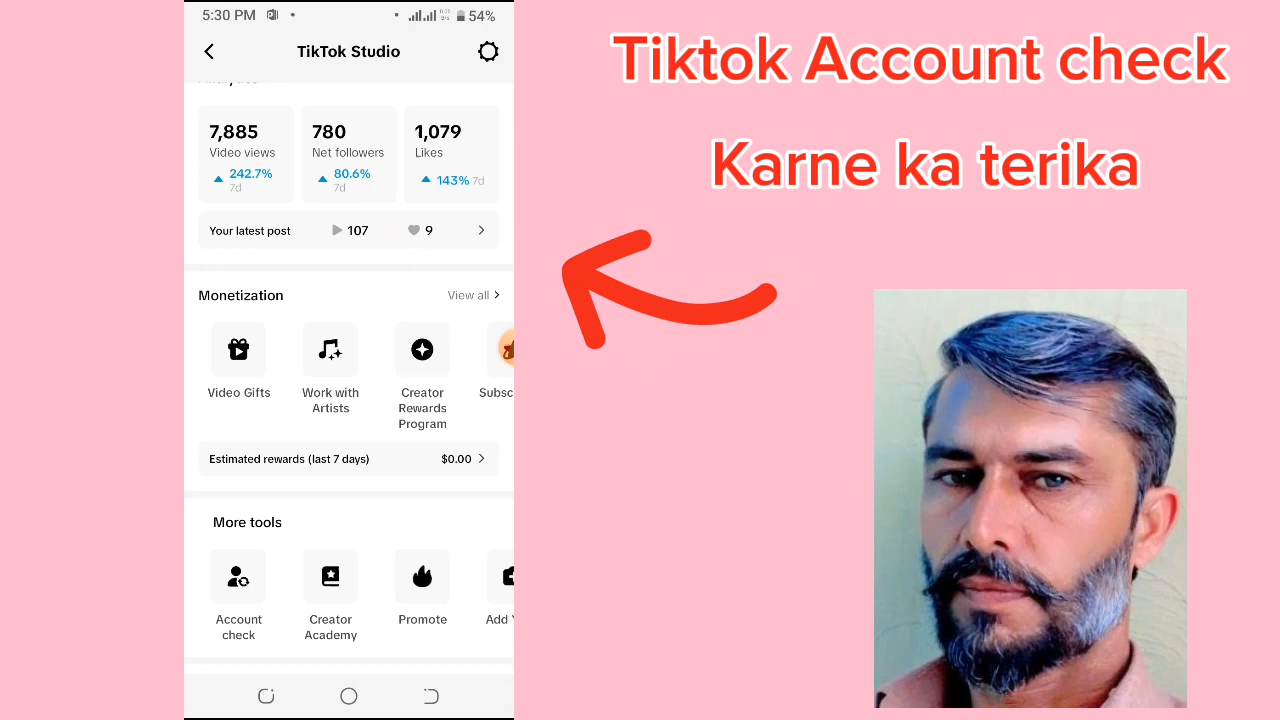 5:30 PM
54%
TikTok Studio
7,885
780
1,079
Video views
Net followers
Likes
242.7%
7d
80.6%
7d
143% 7d
Your latest post
107
9
Monetization
View all
Video Gifts
Work with
Artists
Creator
Rewards
Program
Subsc
Estimated rewards (last 7 days)
$0.00
More tools
Account
check
Creator
Academy
Promote
Add
Tiktok Account check
Karne ka terika